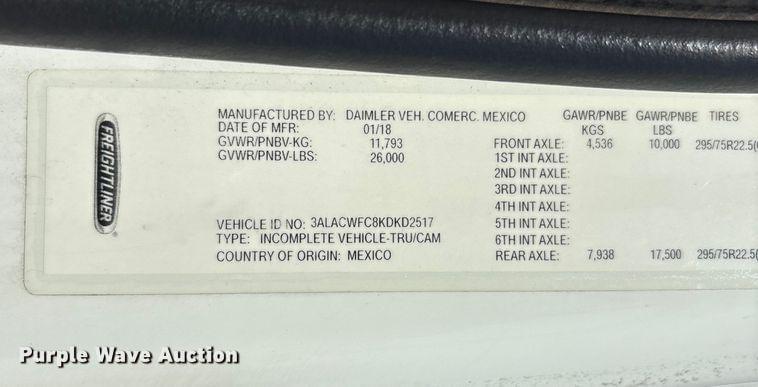 MANUFACTURED BY: DAIMLER VEH. COMERC. MEXICO
DATE OF MFR: 01/18
GVWR/PNBV-KG: 11,793
GVWR/PNBV-LBS: 26,000
FREIGHTLINER
VEHICLE ID NO: 3ALACWFC8KDKD2517
TYPE: INCOMPLETE VEHICLE-TRU/CAM
COUNTRY OF ORIGIN: MEXICO
GAWR/PNBE KGS GAWR/PNBE LBS TIRES
FRONT AXLE: 4,536 10,000 295/75R22.5(
1ST INT AXLE:
2ND INT AXLE:
3RD INT AXLE:
4TH INT AXLE:
5TH INT AXLE:
6TH INT AXLE:
REAR AXLE: 7,938 17,500 295/75R22.5(
Purple Wave Auction